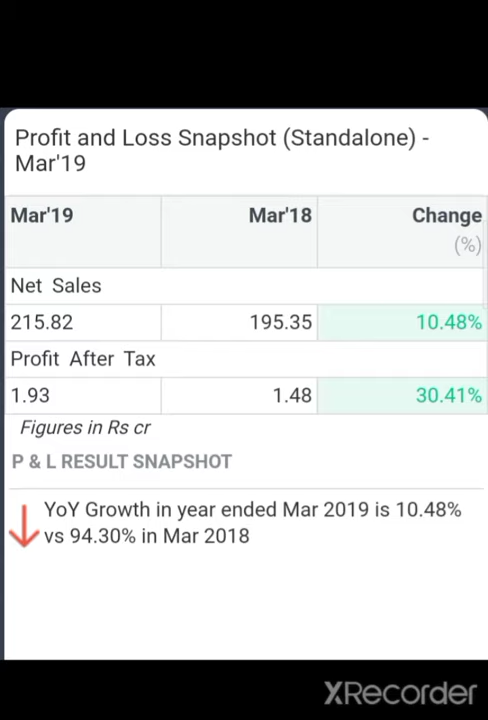 Profit and Loss Snapshot (Standalone) -
Mar'19
Mar'19 Mar'18 Change
(%)
Net Sales
215.82 195.35 10.48%
Profit After Tax
1.93 1.48 30.41%
Figures in Rs cr
P & L RESULT SNAPSHOT
YoY Growth in year ended Mar 2019 is 10.48%
vs 94.30% in Mar 2018
XRecorder